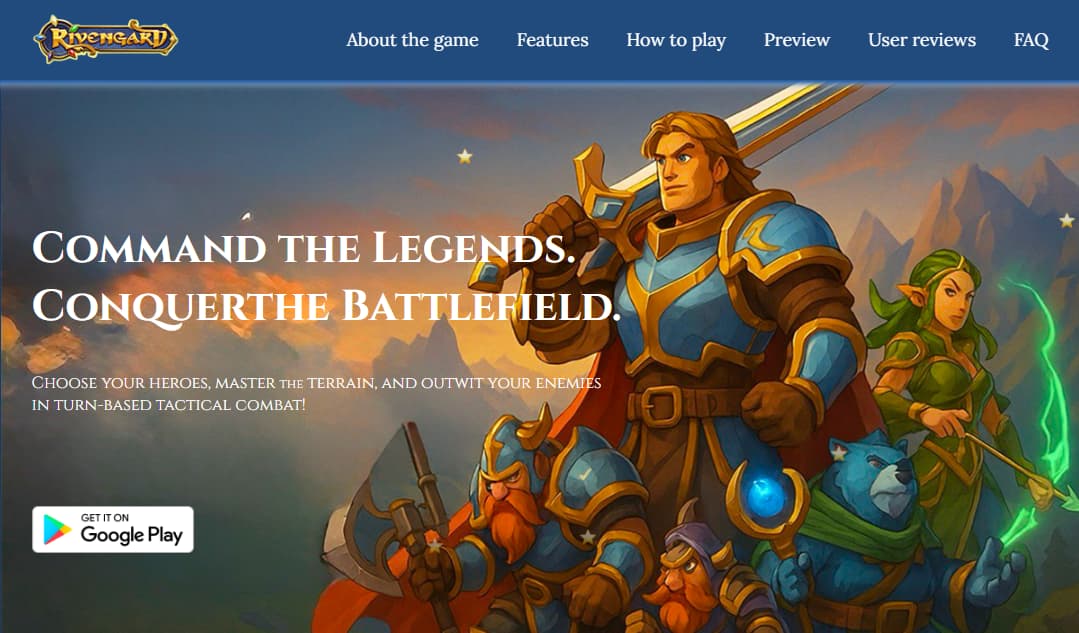 RIVENGARD
About the game
Features
How to play
Preview
User reviews
FAQ
Command the Legends.
Conquerthe Battlefield.
Choose your heroes, master the terrain, and outwit your enemies
in turn-based tactical combat!
GET IT ON
Google Play